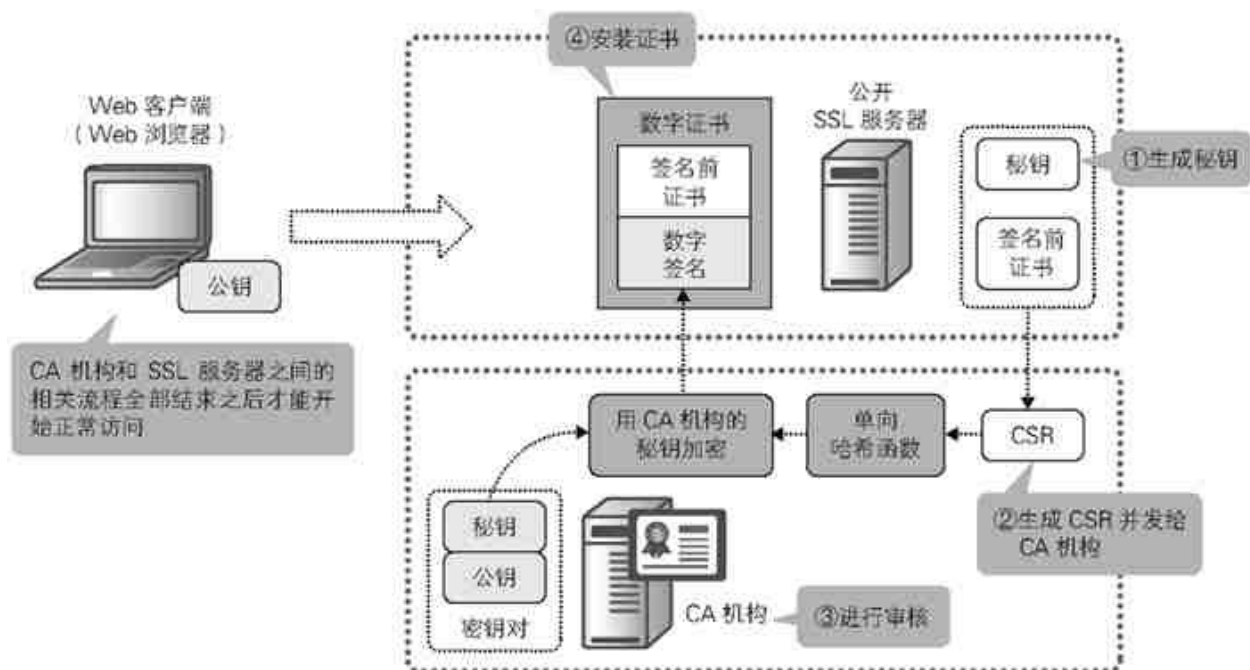 ④安装证书
Web 客户端
（Web 浏览器）
公钥
CA 机构和 SSL 服务器之间的
相关流程全部结束之后才能开
始正常访问
数字证书
签名前
证书
数字
签名
公开
SSL 服务器
秘钥
签名前
证书
①生成秘钥
用 CA 机构的
秘钥加密
单向
哈希函数
CSR
②生成 CSR 并发给
CA 机构
秘钥
公钥
密钥对
CA 机构
③进行审核